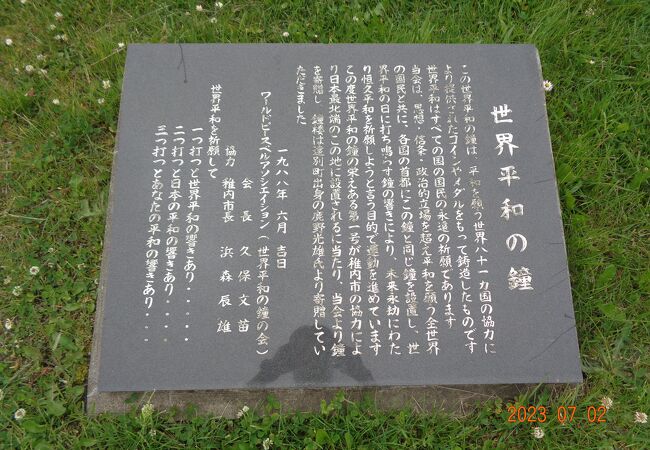 世界平和の鐘
この世界平和の鐘は、平和を願う世界八十一カ国の協力に
より提供されたコインやメダルをもって鋳造したものです
世界平和はすべての国の国民の永遠の祈願であります
当会は、思想・信条・政治的立場を超え平和を願う全世界
の国民と共に、各国の首都にこの鐘と同じ鐘を設置し、世
界平和の日に打ち鳴らす鐘の響きにより、未来永劫にわた
り恒久平和を祈願しようと言う目的で運動を進めています
この度世界平和の鐘の栄えある第一号が稚内市の協力によ
り日本最北端のこの地に設置されるに当たり、当会より鐘
を寄贈し、鐘楼は遠別町出身の鹿野光雄氏より寄贈してい
ただきました
一九八八年 六月 吉日
ワールドピースベルアソシエイション(世界平和の鐘の会)
会長 久保文苗
協力 稚内市長 浜森辰雄
世界平和を祈願して
一つ打つと世界平和の響きあり・・・・・
二つ打つと日本の平和の響きあり・・・・
三つ打つとあなたの平和の響きあり・・・
2023 07 02